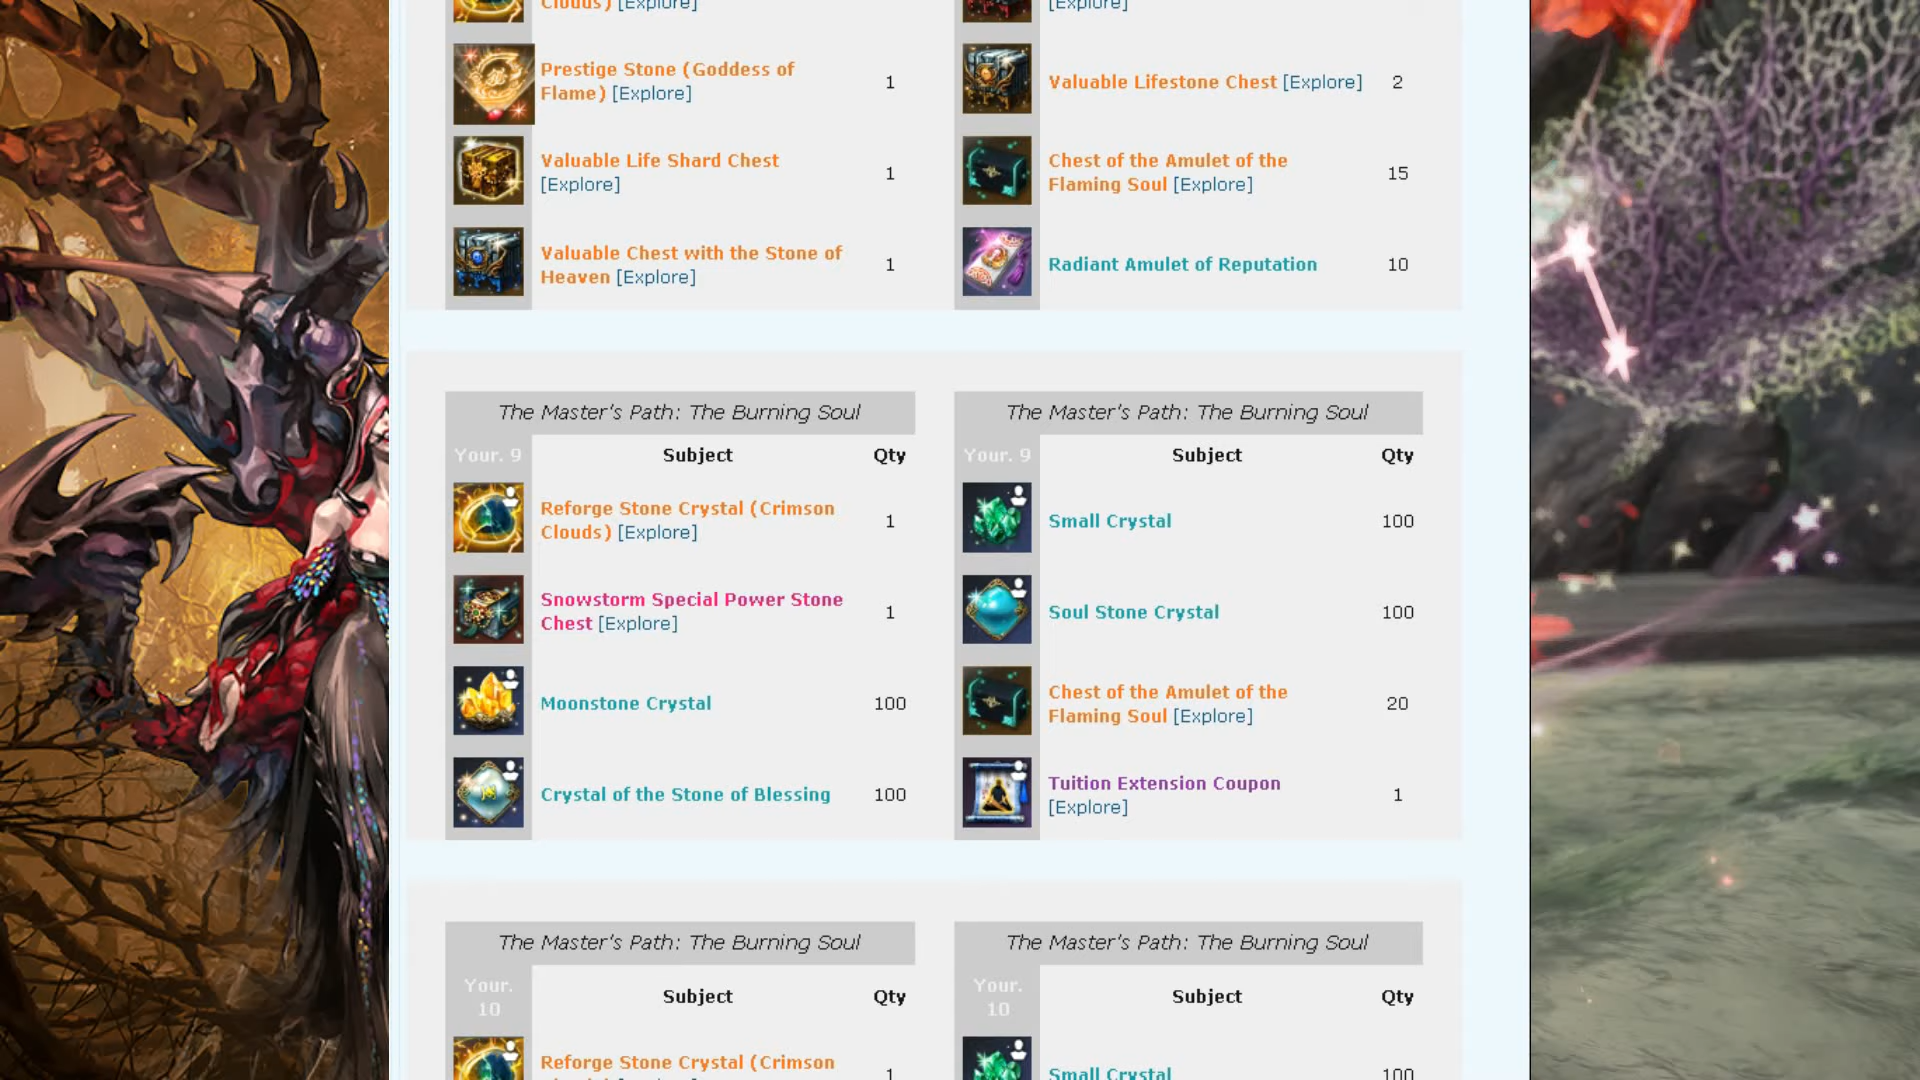 Clouds) [Explore]
[Explore]
Prestige Stone (Goddess of
Flame) [Explore]
1
Valuable Lifestone Chest [Explore]
2
Valuable Life Shard Chest
[Explore]
1
Chest of the Amulet of the
Flaming Soul [Explore]
15
Valuable Chest with the Stone of
Heaven [Explore]
1
Radiant Amulet of Reputation
10
The Master's Path: The Burning Soul
Your. 9 Subject Qty
Reforge Stone Crystal (Crimson
Clouds) [Explore]
1
Snowstorm Special Power Stone
Chest [Explore]
1
Moonstone Crystal 100
Crystal of the Stone of Blessing 100
The Master's Path: The Burning Soul
Your. 9 Subject Qty
Small Crystal 100
Soul Stone Crystal 100
Chest of the Amulet of the
Flaming Soul [Explore]
20
Tuition Extension Coupon
[Explore]
1
The Master's Path: The Burning Soul
Your.
10
Subject Qty
Reforge Stone Crystal (Crimson
1
The Master's Path: The Burning Soul
Your.
10
Subject Qty
Small Crystal 100